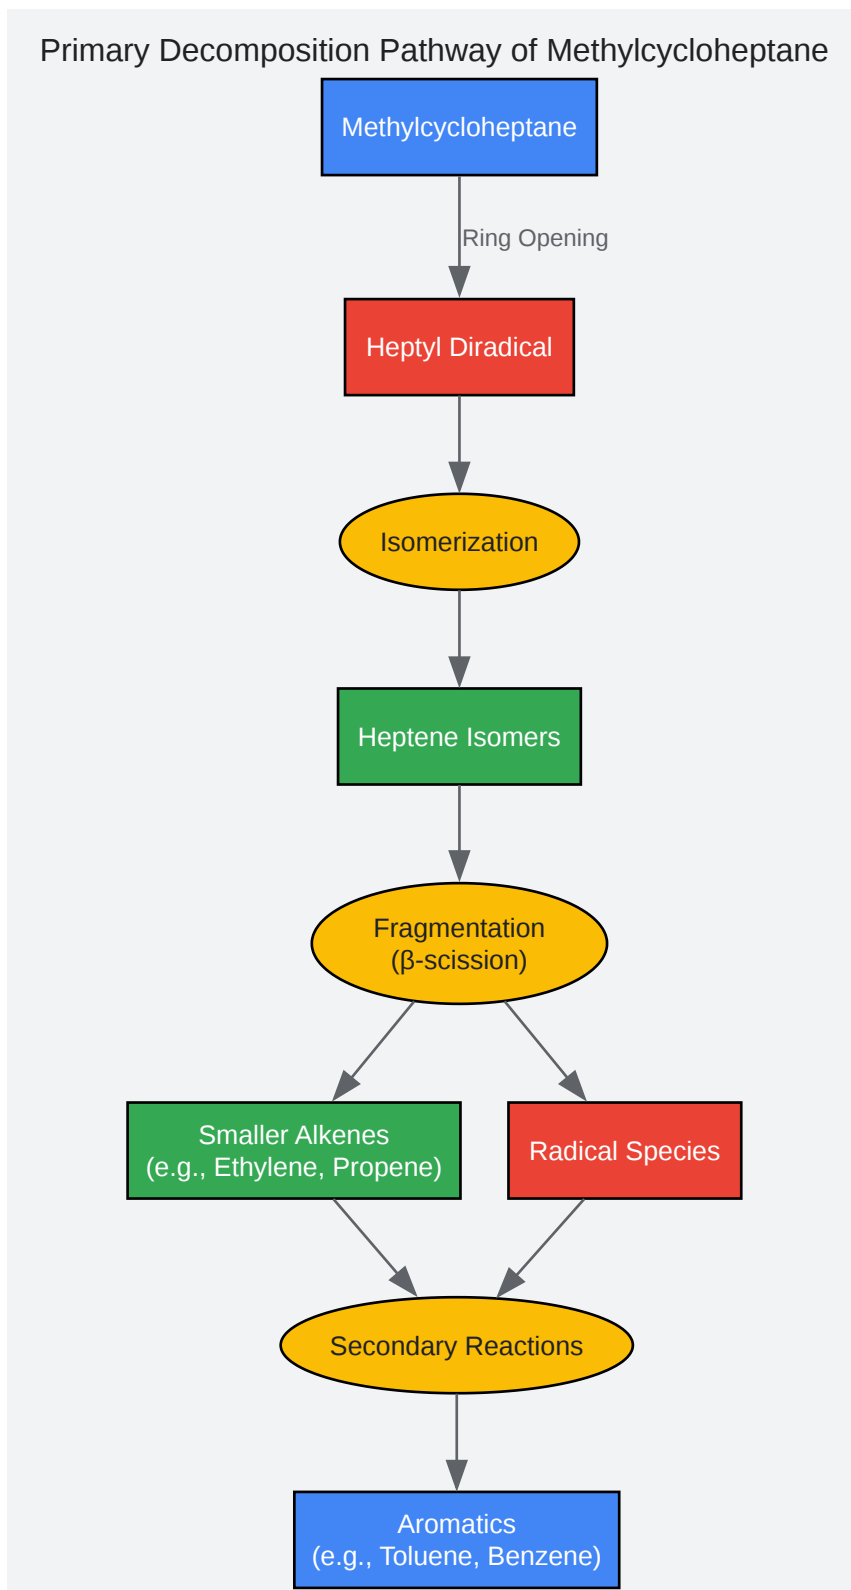 Primary Decomposition Pathway of Methylcycloheptane
Methylcycloheptane
Ring Opening
Heptyl Diradical
Isomerization
Heptene Isomers
Fragmentation
(β-scission)
Smaller Alkenes
(e.g., Ethylene, Propene)
Radical Species
Secondary Reactions
Aromatics
(e.g., Toluene, Benzene)